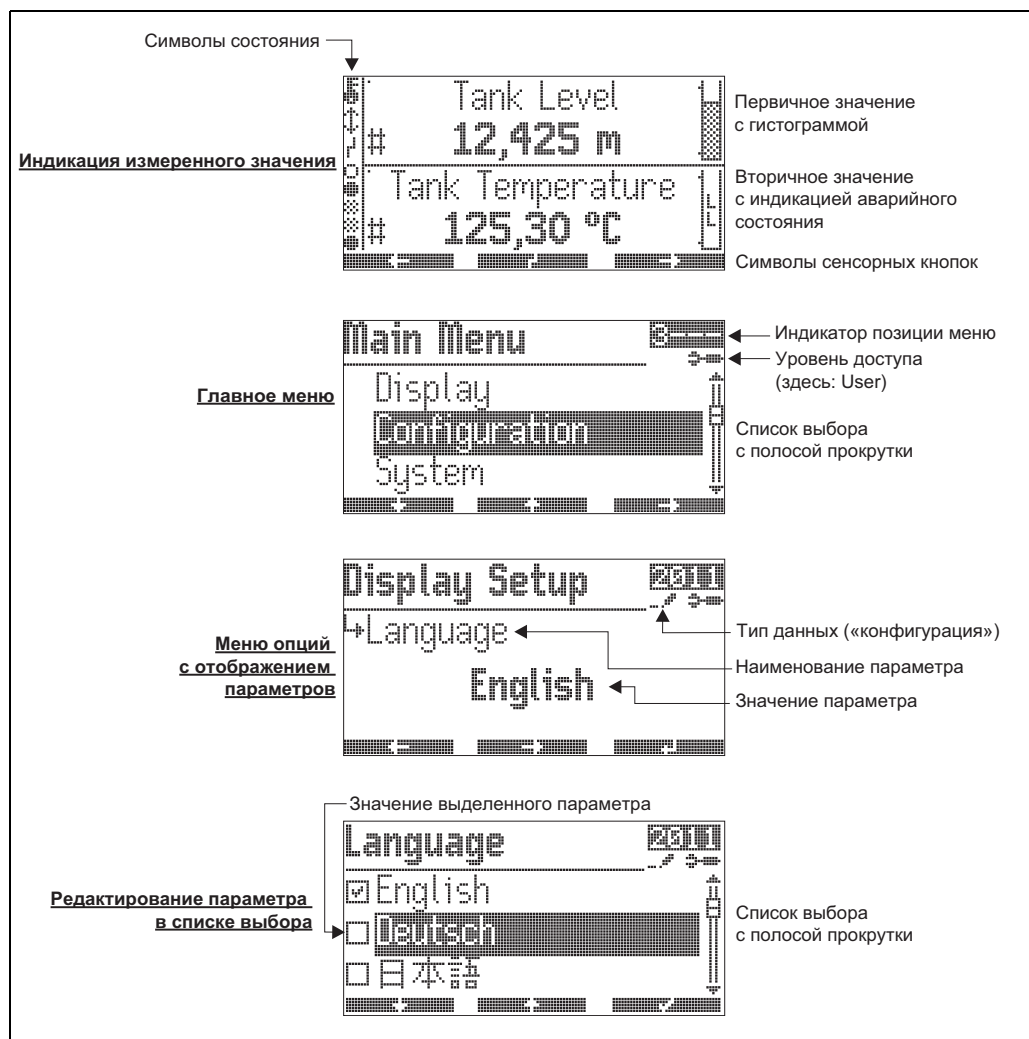 Символы состояния
Индикация измеренного значения
Tank Level
# 12,425 m
Tank Temperature
# 125,30 °C
Первичное значение
с гистограммой
Вторичное значение
с индикацией аварийного
состояния
Символы сенсорных кнопок
Главное меню
Main Menu
3---
Display
Configuration
System
Индикатор позиции меню
Уровень доступа
(здесь: User)
Список выбора
с полосой прокрутки
Меню опций
с отображением
параметров
Display Setup
2011
Language
English
Тип данных («конфигурация»)
Наименование параметра
Значение параметра
Значение выделенного параметра
Редактирование параметра
в списке выбора
Language
2011
English
Deutsch
日本語
Список выбора
с полосой прокрутки